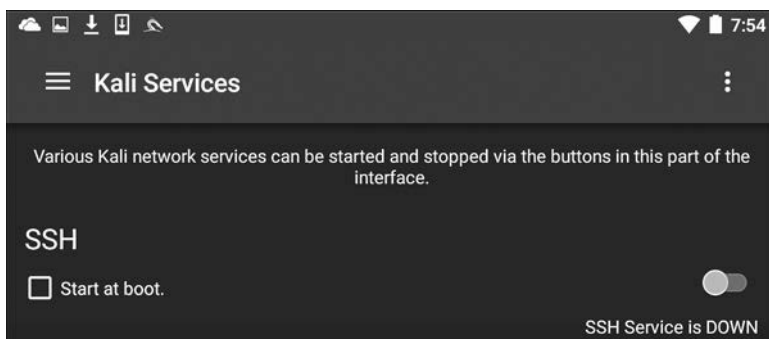 7:54
Kali Services
Various Kali network services can be started and stopped via the buttons in this part of the
interface.
SSH
Start at boot.
SSH Service is DOWN